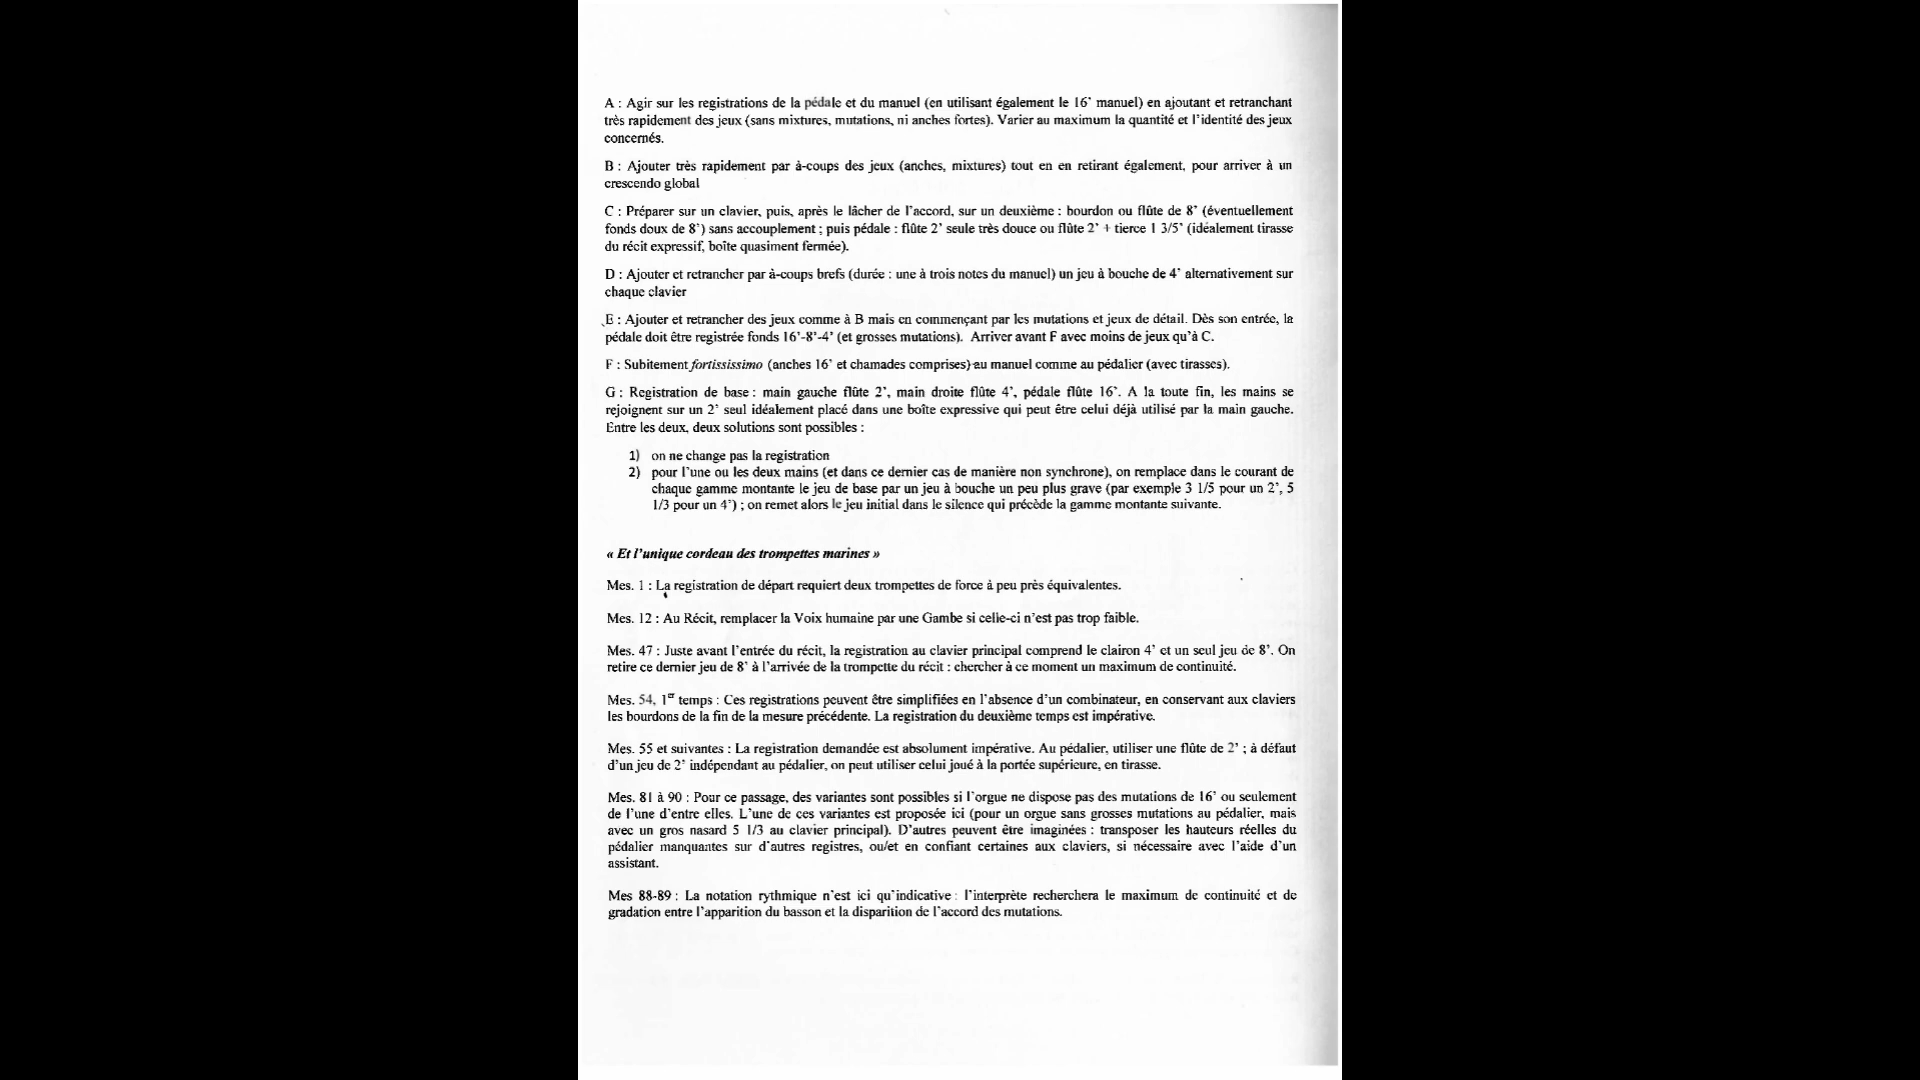 A : Agir sur les registrations de la pédale et du manuel (en utilisant également le 16’ manuel) en ajoutant et retranchant
très rapidement des jeux (sans mixtures, mutations, ni anches fortes). Varier au maximum la quantité et l’identité des jeux
concernés.
B : Ajouter très rapidement par à-coups des jeux (anches, mixtures) tout en en retirant également, pour arriver à un
crescendo global
C : Préparer sur un clavier, puis, après le lâcher de l’accord, sur un deuxième : bourdon ou flûte de 8’ (éventuellement
fonds doux de 8’) sans accouplement ; puis pédale : flûte 2’ seule très douce ou flûte 2’ + tierce 1 3/5’ (idéalement tirasse
du récit expressif, boîte quasiment fermée).
D : Ajouter et retrancher par à-coups brefs (durée : une à trois notes du manuel) un jeu à bouche de 4’ alternativement sur
chaque clavier
E : Ajouter et retrancher des jeux comme à B mais en commençant par les mutations et jeux de détail. Dès son entrée, la
pédale doit être registrée fonds 16’-8’-4’ (et grosses mutations). Arriver avant F avec moins de jeux qu’à C.
F : Subitement fortississimo (anches 16’ et chamades comprises) au manuel comme au pédalier (avec tirasses).
G : Registration de base : main gauche flûte 2’, main droite flûte 4’, pédale flûte 16’. A la toute fin, les mains se
rejoignent sur un 2’ seul idéalement placé dans une boîte expressive qui peut être celui déjà utilisé par la main gauche.
Entre les deux, deux solutions sont possibles :
1) on ne change pas la registration
2) pour l’une ou les deux mains (et dans ce dernier cas de manière non synchrone), on remplace dans le courant de
chaque gamme montante le jeu de base par un jeu à bouche un peu plus grave (par exemple 3 1/5 pour un 2’, 5
1/3 pour un 4’) ; on remet alors le jeu initial dans le silence qui précède la gamme montante suivante.
« Et l’unique cordeau des trompettes marines »
Mes. 1 : La registration de départ requiert deux trompettes de force à peu près équivalentes.
Mes. 12 : Au Récit, remplacer la Voix humaine par une Gambe si celle-ci n’est pas trop faible.
Mes. 47 : Juste avant l’entrée du récit, la registration au clavier principal comprend le clairon 4’ et un seul jeu de 8’. On
retire ce dernier jeu de 8’ à l’arrivée de la trompette du récit : chercher à ce moment un maximum de continuité.
Mes. 54, 1er temps : Ces registrations peuvent être simplifiées en l’absence d’un combinateur, en conservant aux claviers
les bourdons de la fin de la mesure précédente. La registration du deuxième temps est impérative.
Mes. 55 et suivantes : La registration demandée est absolument impérative. Au pédalier, utiliser une flûte de 2’ ; à défaut
d’un jeu de 2’ indépendant au pédalier, on peut utiliser celui joué à la portée supérieure, en tirasse.
Mes. 81 à 90 : Pour ce passage, des variantes sont possibles si l’orgue ne dispose pas des mutations de 16’ ou seulement
de l’une d’entre elles. L’une de ces variantes est proposée ici (pour un orgue sans grosses mutations au pédalier, mais
avec un gros nasard 5 1/3 au clavier principal). D’autres peuvent être imaginées : transposer les hauteurs réelles du
pédalier manquantes sur d’autres registres, ou/et en confiant certaines aux claviers, si nécessaire avec l’aide d’un
assistant.
Mes 88-89 : La notation rythmique n’est ici qu’indicative : l’interprète recherchera le maximum de continuité et de
gradation entre l’apparition du basson et la disparition de l’accord des mutations.